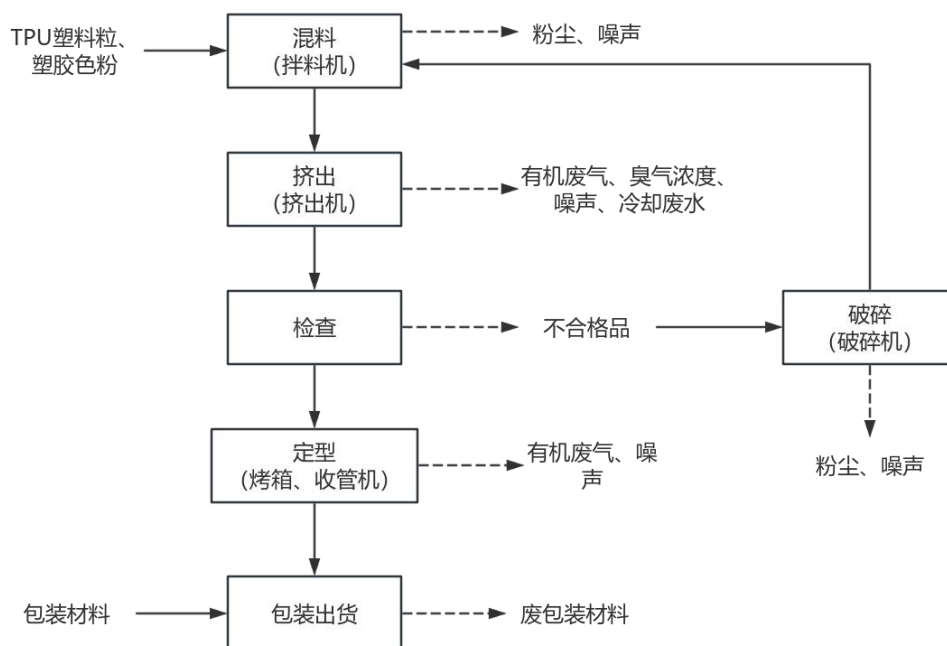 TPU塑料粒、
塑胶色粉
混料
(拌料机)
粉尘、噪声
挤出
(挤出机)
有机废气、臭气浓度、
噪声、冷却废水
检查
不合格品
破碎
(破碎机)
定型
(烤箱、收管机)
有机废气、噪
声
粉尘、噪声
包装材料
包装出货
废包装材料